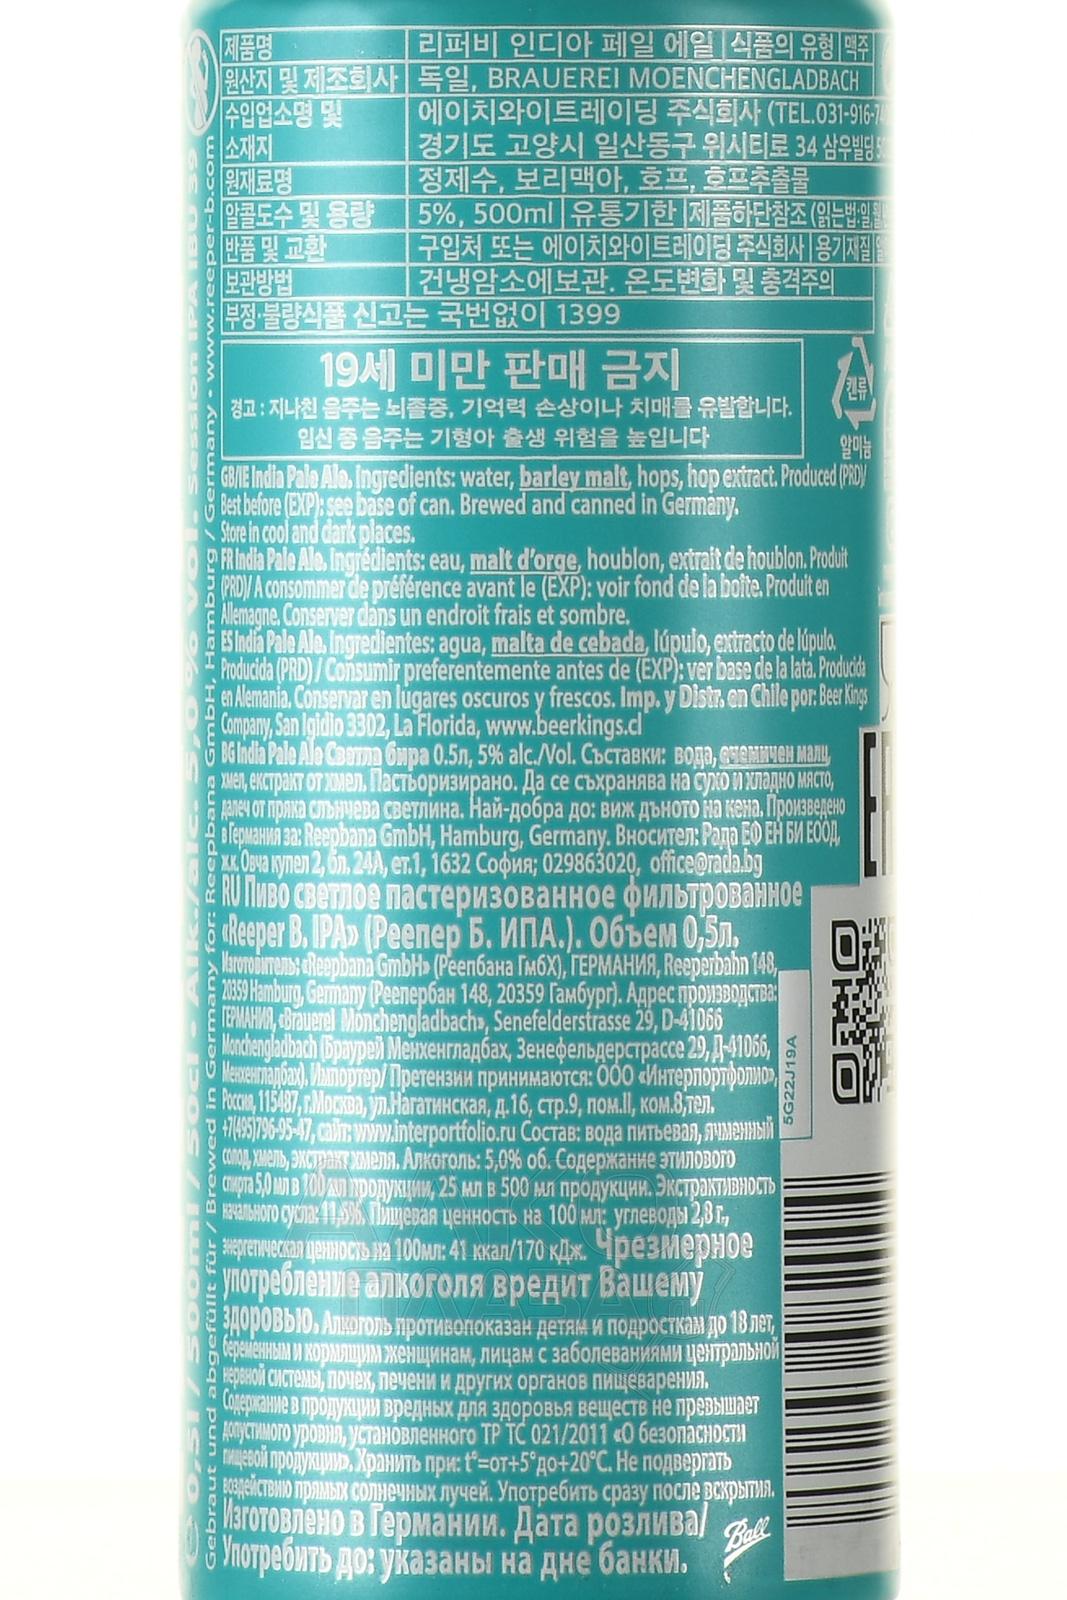 제품명 리퍼비 인디아 페일 에일 식품의 유형 맥주
원산지 및 제조회사 독일, BRAUEREI MOENCHENGLADBACH
수입업소명 및 에이치와이트레이딩 주식회사 (TEL.031-916-74
소재지 경기도 고양시 일산동구 위시티로 34 삼우빌딩
원재료명 정제수, 보리맥아, 호프, 호프추출물
알콜도수 및 용량 5%, 500ml 유통기한 제품하단참조 (읽는법:일,월
반품 및 교환 구입처 또는 에이치와이트레이딩 주식회사 용기재질
보관방법 건냉암소에보관. 온도변화 및 충격주의
부정·불량식품 신고는 국번없이 1399
19세 미만 판매 금지
경고 : 지나친 음주는 뇌졸중, 기억력 손상이나 치매를 유발합니다.
임신 중 음주는 기형아 출생 위험을 높입니다
캔류
알미늄
GB/IE India Pale Ale. Ingredients: water, barley malt, hops, hop extract. Produced (PRD)/
Best before (EXP): see base of can. Brewed and canned in Germany.
Store in cool and dark places.
FR India Pale Ale. Ingrédients: eau, malt d'orge, houblon, extrait de houblon. Produit
(PRD)/ A consommer de préférence avant le (EXP): voir fond de la boîte. Produit en
Allemagne. Conserver dans un endroit frais et sombre.
ES India Pale Ale. Ingredientes: agua, malta de cebada, lúpulo, extracto de lúpulo.
Producida (PRD) / Consumir preferentemente antes de (EXP): ver base de la lata. Producida
en Alemania. Conservar en lugares oscuros y frescos. Imp. y Distr. en Chile por: Beer Kings
Company, San Igidio 3302, La Florida, www.beerkings.cl
BG India Pale Ale Светла бира 0.5л, 5% alc./Vol. Съставки: вода, ечемичен малц,
хмел, екстракт от хмел. Пастьоризирано. Да се съхранява на сухо и хладно място,
далеч от пряка слънчева светлина. Най-добра до: виж дъното на кена. Произведено
в Германия за: Reepbana GmbH, Hamburg, Germany. Вносител: Рада ЕФ ЕН БИ ЕООД,
ж.к. Овча купел 2, бл. 24А, ет.1, 1632 София; 029863020, office@rada.bg
RU Пиво светлое пастеризованное фильтрованное
«Reeper B. IPA» (Реепер Б. ИПА.). Объем 0,5л.
Изготовитель: «Reepbana GmbH» (Реепбана ГмбХ), ГЕРМАНИЯ, Reeperbahn 148,
20359 Hamburg, Germany (Реепербан 148, 20359 Гамбург). Адрес производства:
ГЕРМАНИЯ, «Brauerei Monchengladbach», Senefelderstrasse 29, D-41066
Monchengladbach (Браурей Менхенгладбах, Зенефельдерстрассе 29, Д-41066,
Менхенгладбах). Импортер/ Претензии принимаются: ООО «Интерпортфолио»,
Россия, 115487, г.Москва, ул.Нагатинская, д.16, стр.9, пом.II, ком.8,тел.
+7(495)796-95-47, сайт: www.interportfolio.ru Состав: вода питьевая, ячменный
солод, хмель, экстракт хмеля. Алкоголь: 5,0% об. Содержание этилового
спирта 5,0 мл в 100 мл продукции, 25 мл в 500 мл продукции. Экстрактивность
начального сусла: 11,6%. Пищевая ценность на 100 мл: углеводы 2,8 г.,
энергетическая ценность на 100мл: 41 ккал/170 кДж. Чрезмерное
употребление алкоголя вредит Вашему
здоровью. Алкоголь противопоказан детям и подросткам до 18 лет,
беременным и кормящим женщинам, лицам с заболеваниями центральной
нервной системы, почек, печени и других органов пищеварения.
Содержание в продукции вредных для здоровья веществ не превышает
допустимого уровня, установленного ТР ТС 021/2011 «О безопасности
пищевой продукции». Хранить при: t°=от+5°до+20°С. Не подвергать
воздействию прямых солнечных лучей. Употребить сразу после вскрытия.
Изготовлено в Германии. Дата розлива/
Употребить до: указаны на дне банки.
Ball
5G22J19A
0,5l / 500ml / 50cl · Alk./alc. 5,0 % vol. · Session IPA IBU 39
Gebraut und abgefüllt für / Brewed in Germany for: Reepbana GmbH, Hamburg / Germany · www.reeper-b.com